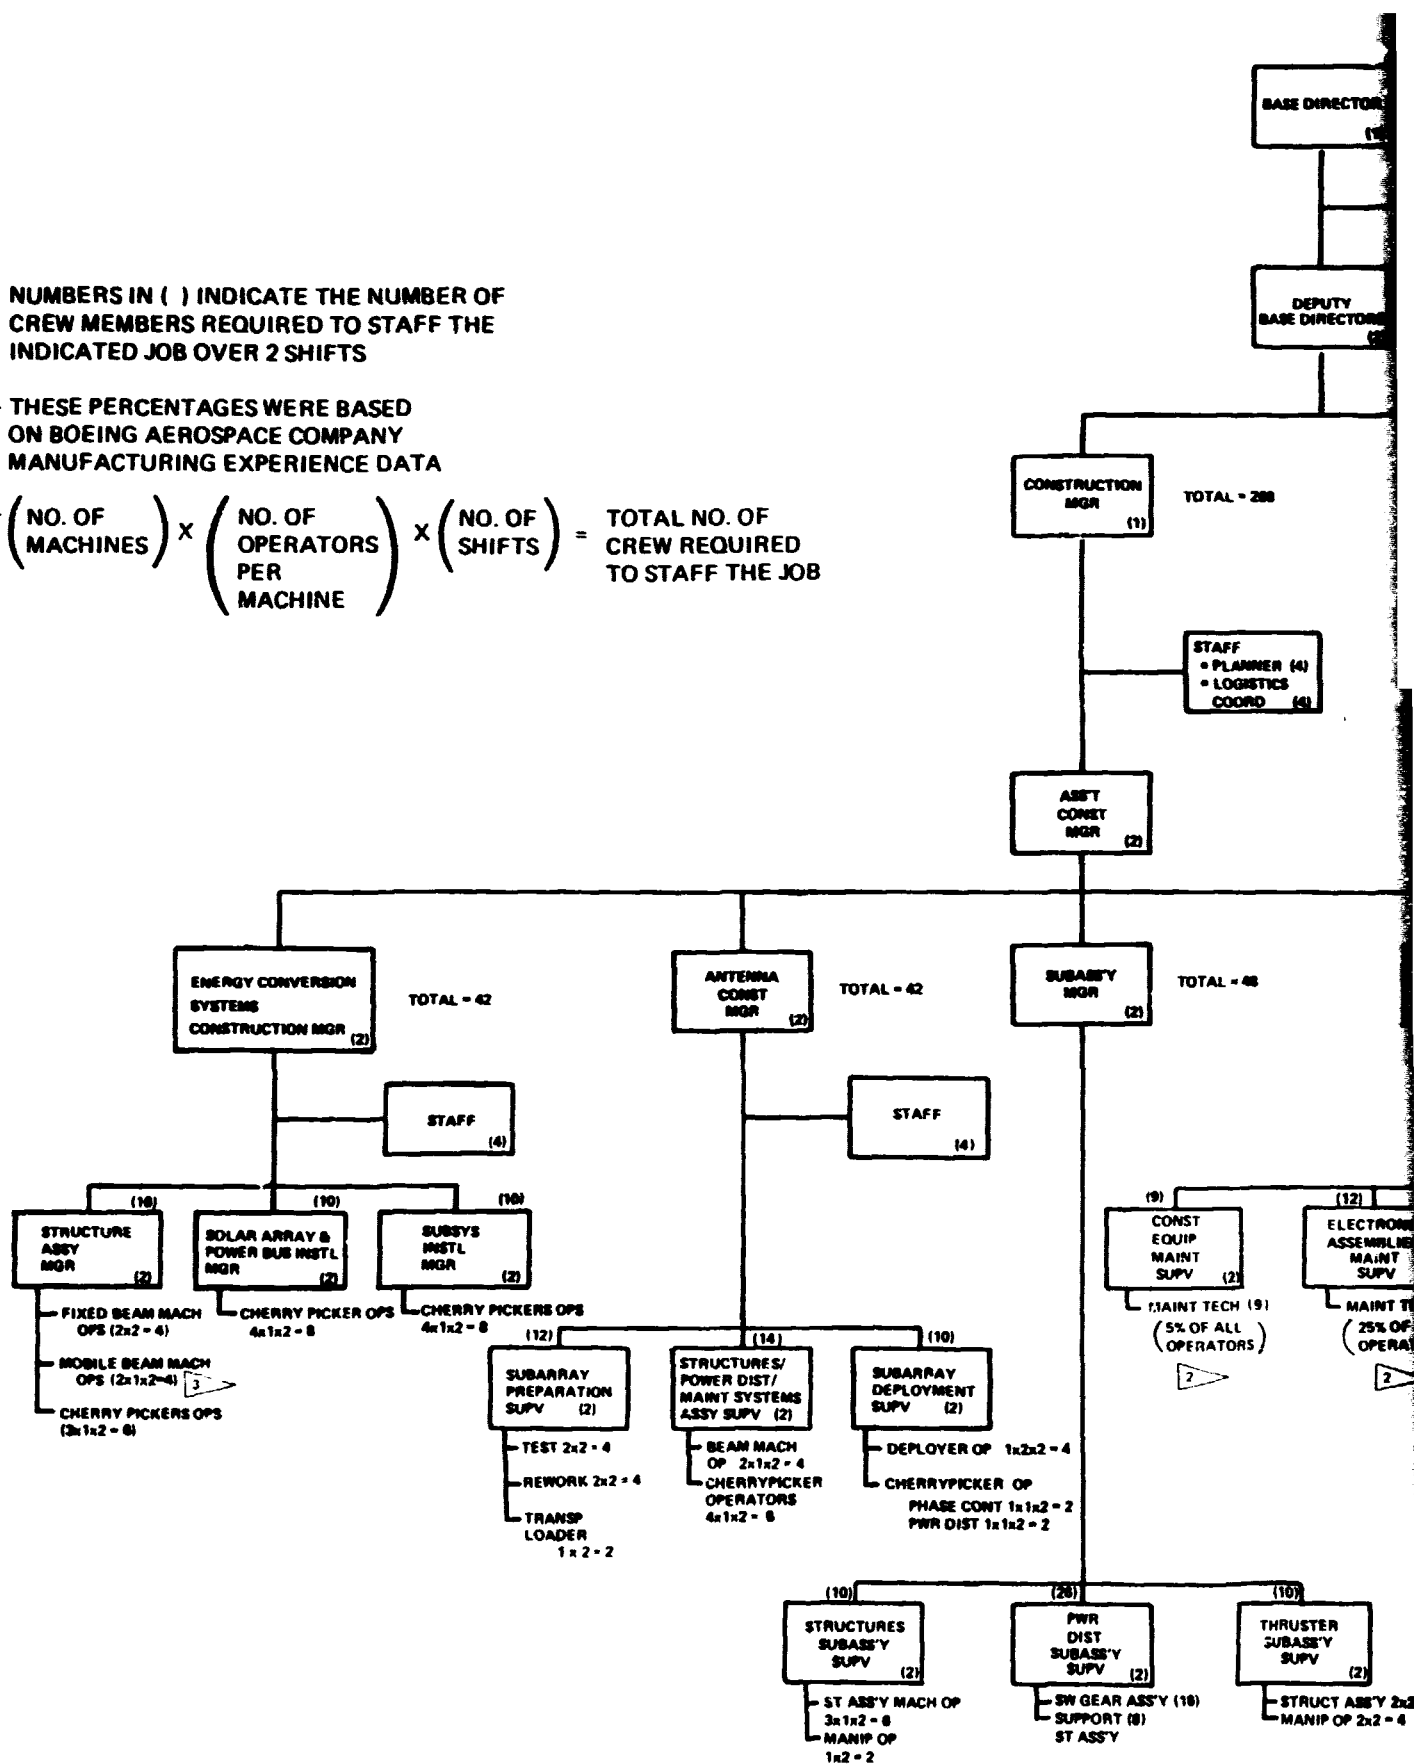 BASE DIRECTOR
DEPUTY
BASE DIRECTORS
NUMBERS IN ( ) INDICATE THE NUMBER OF
CREW MEMBERS REQUIRED TO STAFF THE
INDICATED JOB OVER 2 SHIFTS
THESE PERCENTAGES WERE BASED
ON BOEING AEROSPACE COMPANY
MANUFACTURING EXPERIENCE DATA
(NO. OF
MACHINES) X (NO. OF
OPERATORS
PER
MACHINE) X (NO. OF
SHIFTS) = TOTAL NO. OF
CREW REQUIRED
TO STAFF THE JOB
CONSTRUCTION
MGR
(1)
TOTAL =
STAFF
• PLANNER (4)
• LOGISTICS
COORD (4)
ASS'T
CONST
MGR
(2)
ENERGY CONVERSION
SYSTEMS
CONSTRUCTION MGR (2)
TOTAL = 42
ANTENNA
CONST
MGR
(2)
TOTAL = 42
SUBASS'Y
MGR
(2)
TOTAL =
STAFF
(4)
STAFF
(4)
(16)
STRUCTURE
ASSY
MGR
(2)
FIXED BEAM MACH
OPS (2x2 = 4)
MOBILE BEAM MACH
OPS (2x1x2=4) 3
CHERRY PICKERS OPS
(3x1x2 = 6)
(10)
SOLAR ARRAY &
POWER BUS INSTL
MGR
(2)
CHERRY PICKER OPS
4x1x2 = 8
(10)
SUBSYS
INSTL
MGR
(2)
CHERRY PICKERS OPS
4x1x2 = 8
(12)
SUBARRAY
PREPARATION
SUPV (2)
TEST 2x2 = 4
REWORK 2x2 = 4
TRANSP
LOADER
1 x 2 = 2
(14)
STRUCTURES/
POWER DIST/
MAINT SYSTEMS
ASSY SUPV (2)
BEAM MACH
OP 2x1x2 = 4
CHERRYPICKER
OPERATORS
4x1x2 =
(10)
SUBARRAY
DEPLOYMENT
SUPV (2)
DEPLOYER OP 1x2x2 = 4
CHERRYPICKER OP
PHASE CONT 1x1x2 = 2
PWR DIST 1x1x2 = 2
(9)
CONST
EQUIP
MAINT
SUPV (2)
MAINT TECH (9)
(5% OF ALL
OPERATORS)
2
(12)
ELECTRONI
ASSEMBLIE
MAINT
SUPV
MAINT T
(25% OF
OPERAT
2
(10)
STRUCTURES
SUBASS'Y
SUPV
(2)
ST ASS'Y MACH OP
3x1x2 = 6
MANIP OP
1x2 = 2
(26)
PWR
DIST
SUBASS'Y
SUPV (2)
SW GEAR ASS'Y (16)
SUPPORT (8)
ST ASS'Y
(10)
THRUSTER
SUBASS'Y
SUPV
(2)
STRUCT ASS'Y 2x2
MANIP OP 2x2 = 4